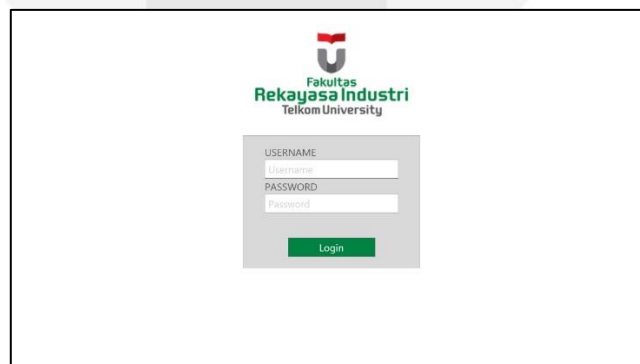 Fakultas
Rekayasa Industri
Telkom University
USERNAME
Username
PASSWORD
Password
Login